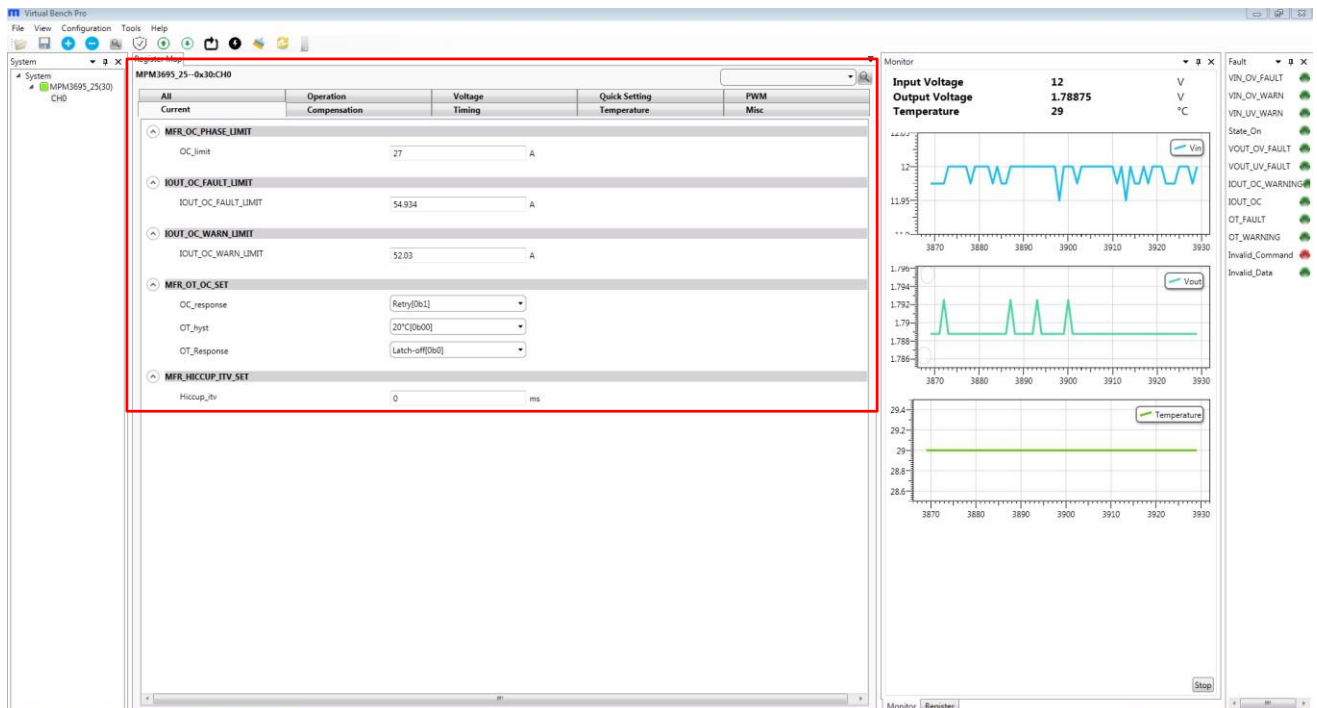 Virtual Bench Pro
File View Configuration Tools Help
System
System
MPM3695_25(30)
CH0
Register Map
MPM3695_25--0x30:CH0
All Operation Voltage Quick Setting PWM
Current Compensation Timing Temperature Misc
MFR_OC_PHASE_LIMIT
OC_limit 27 A
IOUT_OC_FAULT_LIMIT
IOUT_OC_FAULT_LIMIT 54.934 A
IOUT_OC_WARN_LIMIT
IOUT_OC_WARN_LIMIT 52.03 A
MFR_OT_OC_SET
OC_response Retry[0b1]
OT_hyst 20°C[0b00]
OT_Response Latch-off[0b0]
MFR_HICCUP_ITV_SET
Hiccup_itv 0 ms
Monitor
Input Voltage 12 V
Output Voltage 1.78875 V
Temperature 29 °C
Vin
12
11.95
3870 3880 3890 3900 3910 3920 3930
Vout
1.796
1.794
1.792
1.79
1.788
1.786
3870 3880 3890 3900 3910 3920 3930
Temperature
29.4
29.2
29
28.8
28.6
3870 3880 3890 3900 3910 3920 3930
Stop
Monitor Register
Fault
VIN_OV_FAULT
VIN_OV_WARN
VIN_UV_WARN
State_On
VOUT_OV_FAULT
VOUT_UV_FAULT
IOUT_OC_WARNING
IOUT_OC
OT_FAULT
OT_WARNING
Invalid_Command
Invalid_Data